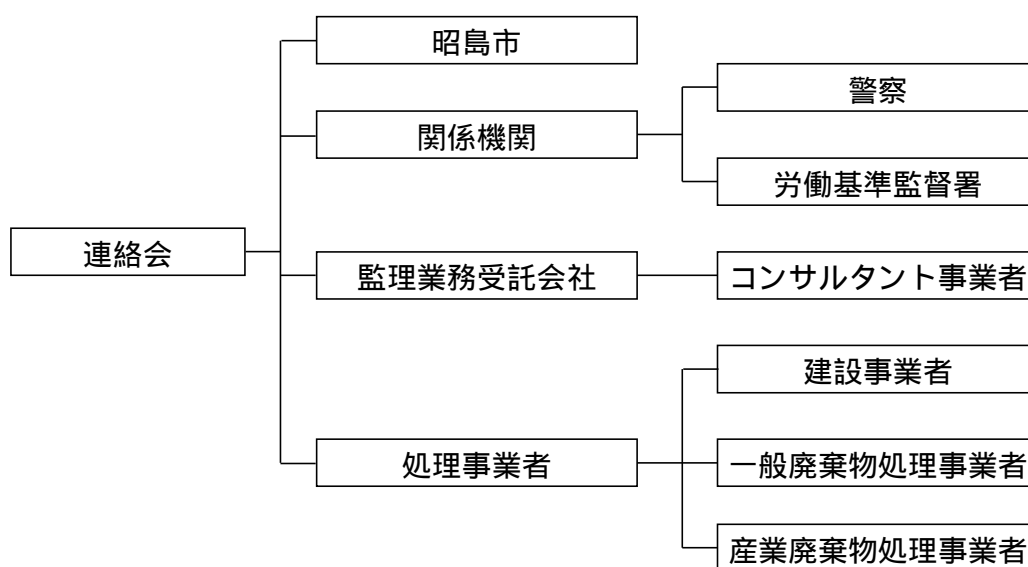 昭島市
警察
関係機関
労働基準監督署
連絡会
監理業務受託会社
コンサルタント事業者
建設事業者
処理事業者
一般廃棄物処理事業者
産業廃棄物処理事業者